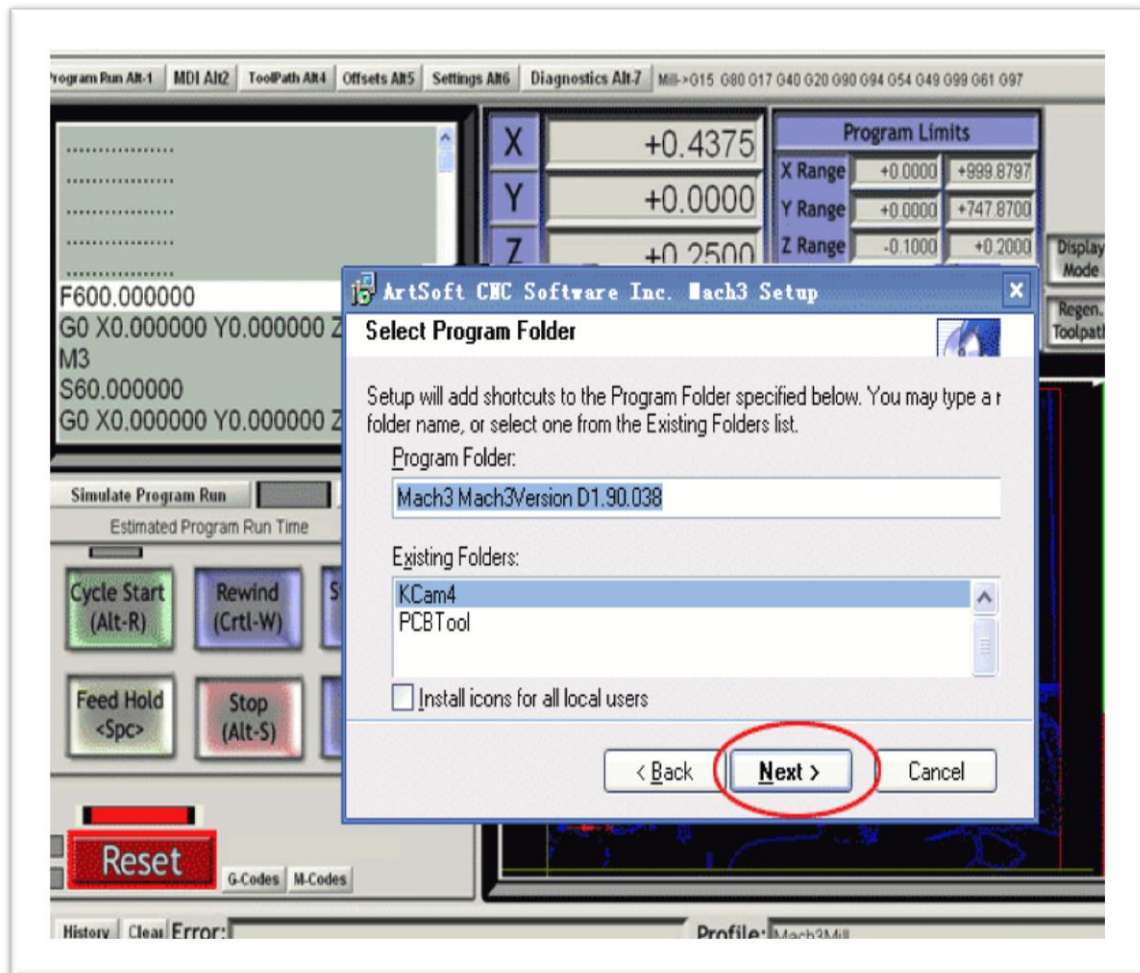 rogram Run Alt-1 MDI Alt2 ToolPath Alt4 Offsets Alt5 Settings Alt6 Diagnostics Alt-7 Mill->G15 G80 G17 G40 G20 G90 G94 G54 G49 G99 G61 G97
X +0.4375
Y +0.0000
Z +0.2500
Program Limits
X Range +0.0000 +999.8797
Y Range +0.0000 +747.8700
Z Range -0.1000 +0.2000
Display
Mode
Regen.
Toolpat
F600.000000
G0 X0.000000 Y0.000000 Z
M3
S60.000000
G0 X0.000000 Y0.000000 Z
ArtSoft CNC Software Inc. Mach3 Setup
Select Program Folder
Setup will add shortcuts to the Program Folder specified below. You may type a
folder name, or select one from the Existing Folders list.
Program Folder:
Mach3 Mach3Version D1.90.038
Existing Folders:
KCam4
PCBTool
Install icons for all local users
< Back Next > Cancel
Simulate Program Run
Estimated Program Run Time
Cycle Start
(Alt-R)
Rewind
(Crtl-W)
Feed Hold
<Spc>
Stop
(Alt-S)
Reset
G-Codes M-Codes
History Clear Error: Profile: Mach3Mill